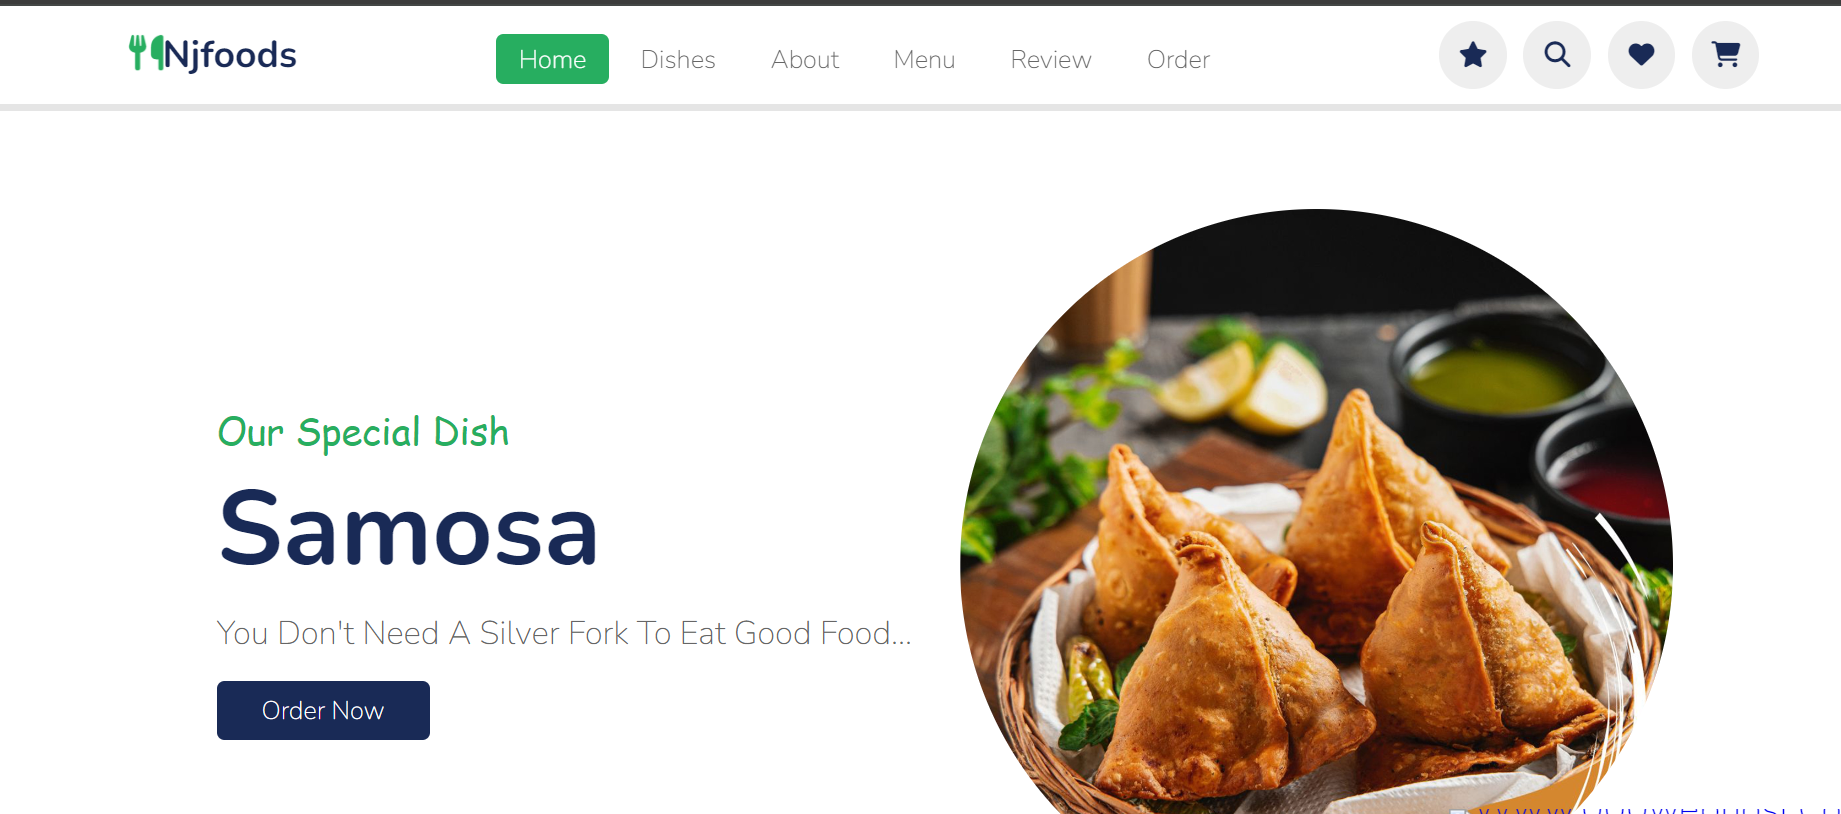 Njfoods
Home Dishes About Menu Review Order
Our Special Dish
Samosa
You Don't Need A Silver Fork To Eat Good Food...
Order Now